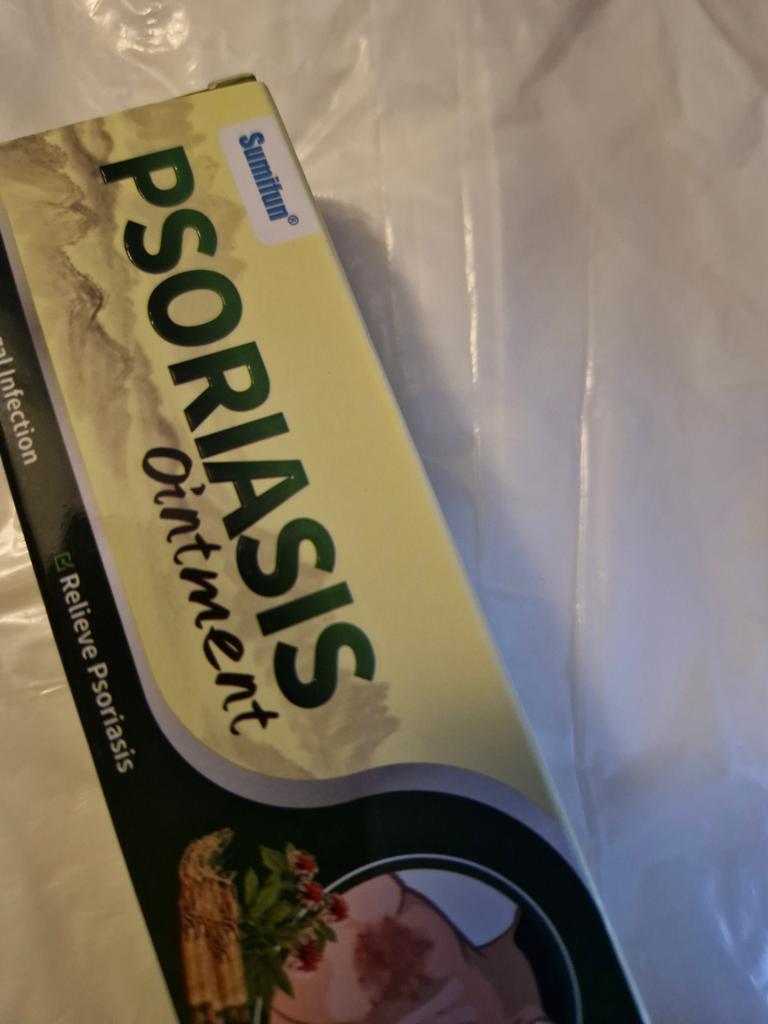 Sumifun®
PSORIASIS
Ointment
Infection
☑ Relieve Psoriasis